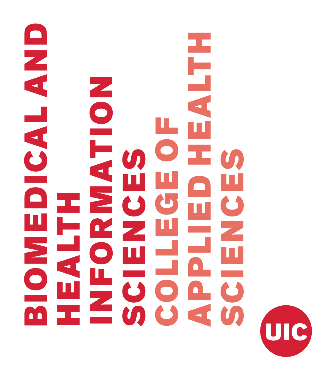 BIOMEDICAL AND
HEALTH
INFORMATION
SCIENCES
COLLEGE OF
APPLIED HEALTH
SCIENCES
UIC